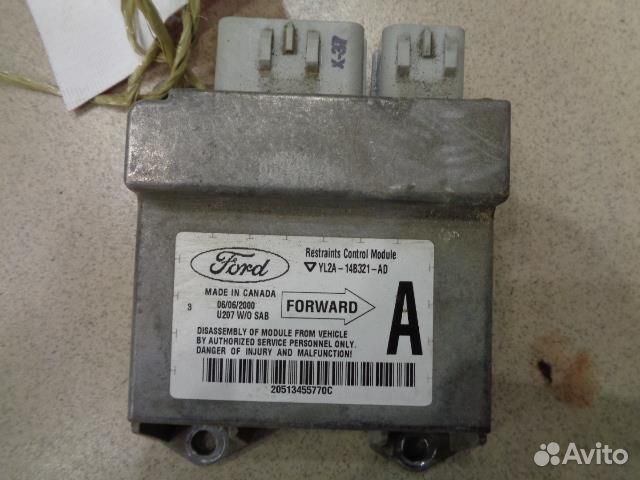 X-37
Ford
Restraints Control Module
YL2A-14B321-AD
MADE IN CANADA
3 06/06/2000
U207 W/O SAB
FORWARD
A
DISASSEMBLY OF MODULE FROM VEHICLE
BY AUTHORIZED SERVICE PERSONNEL ONLY.
DANGER OF INJURY AND MALFUNCTION!
20513455770C
Avito